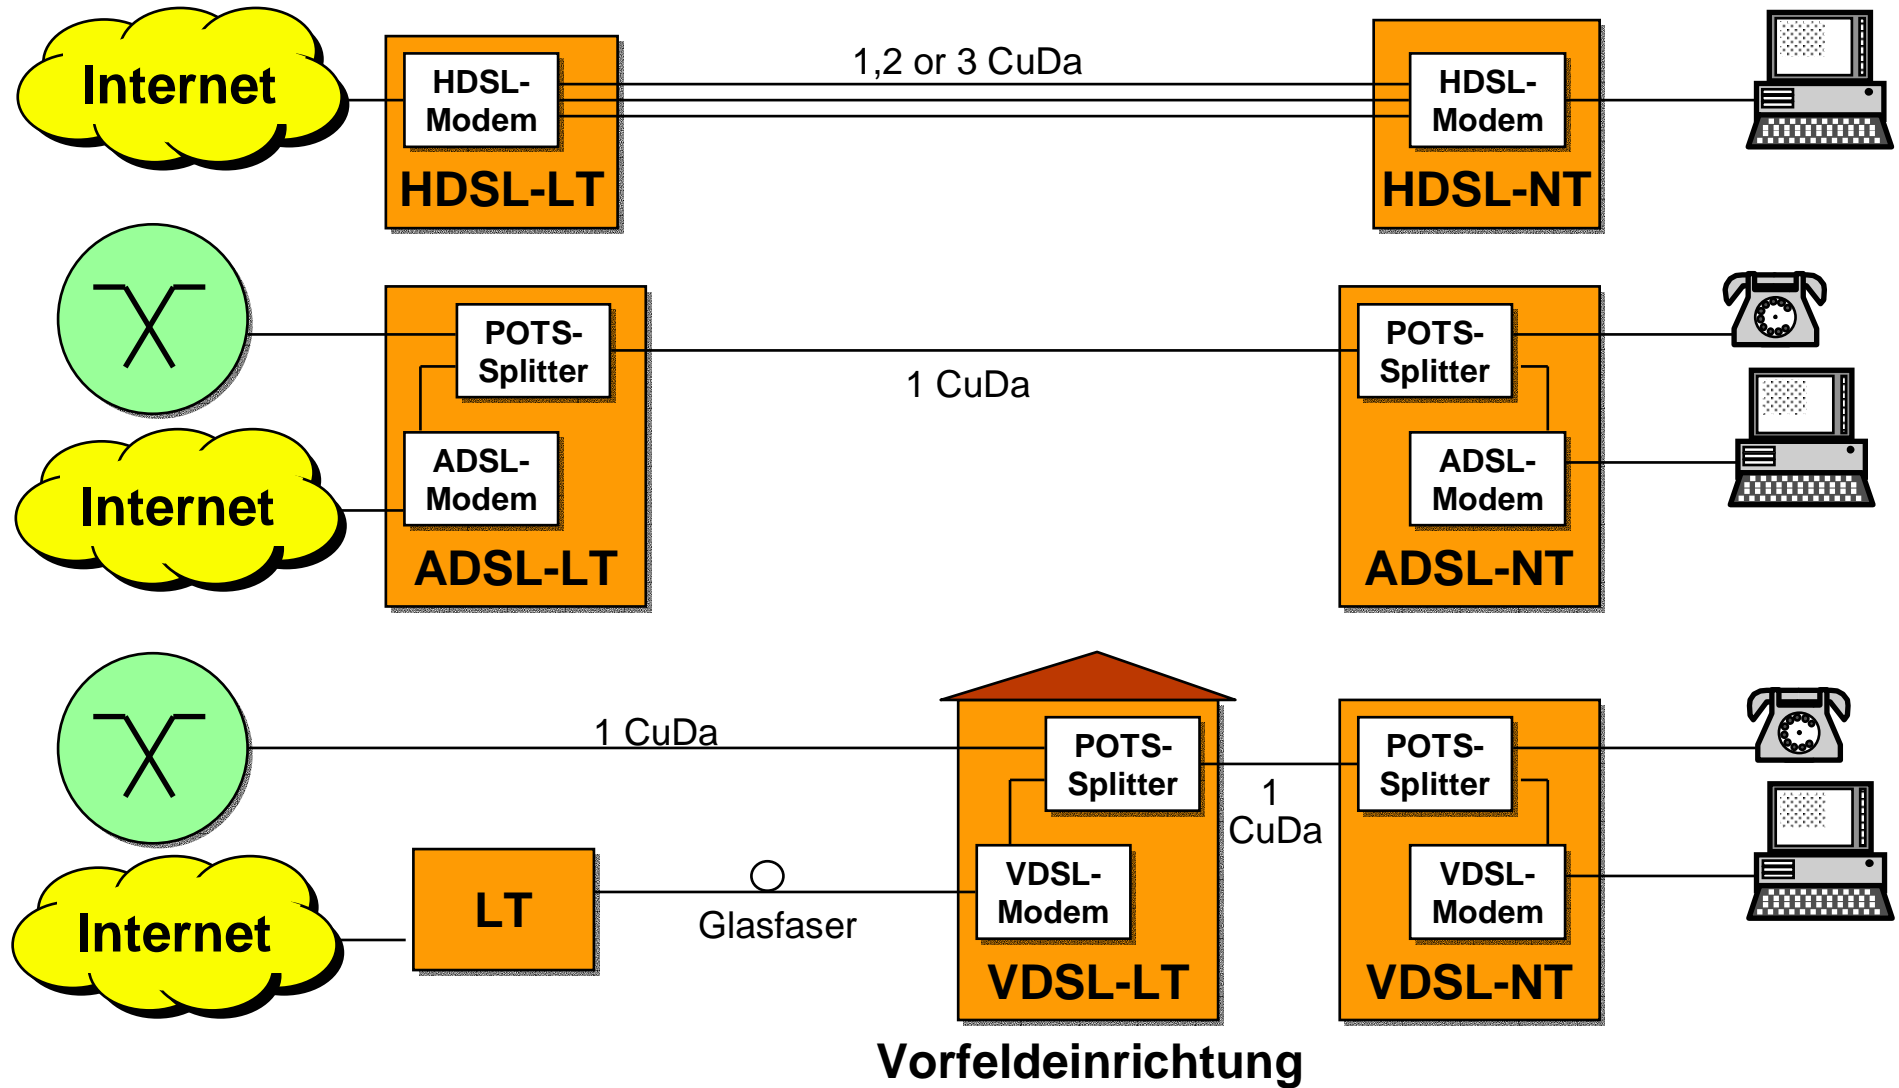 Internet
HDSL-
Modem
HDSL-LT
1,2 or 3 CuDa
HDSL-
Modem
HDSL-NT
POTS-
Splitter
1 CuDa
POTS-
Splitter
Internet
ADSL-
Modem
ADSL-LT
ADSL-
Modem
ADSL-NT
1 CuDa
POTS-
Splitter
1
CuDa
POTS-
Splitter
Internet
LT
Glasfaser
VDSL-
Modem
VDSL-LT
VDSL-
Modem
VDSL-NT
Vorfeldeinrichtung